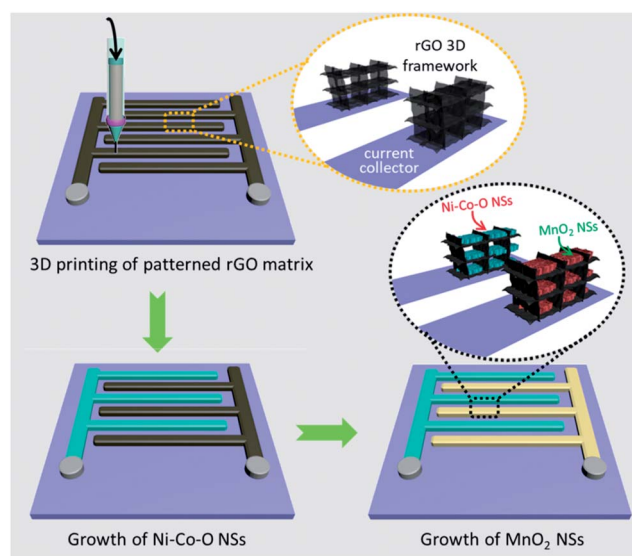 rGO 3D
framework
current
collector
3D printing of patterned rGO matrix
Ni-Co-O NSs
MnO₂ NSs
Growth of Ni-Co-O NSs
Growth of MnO₂ NSs